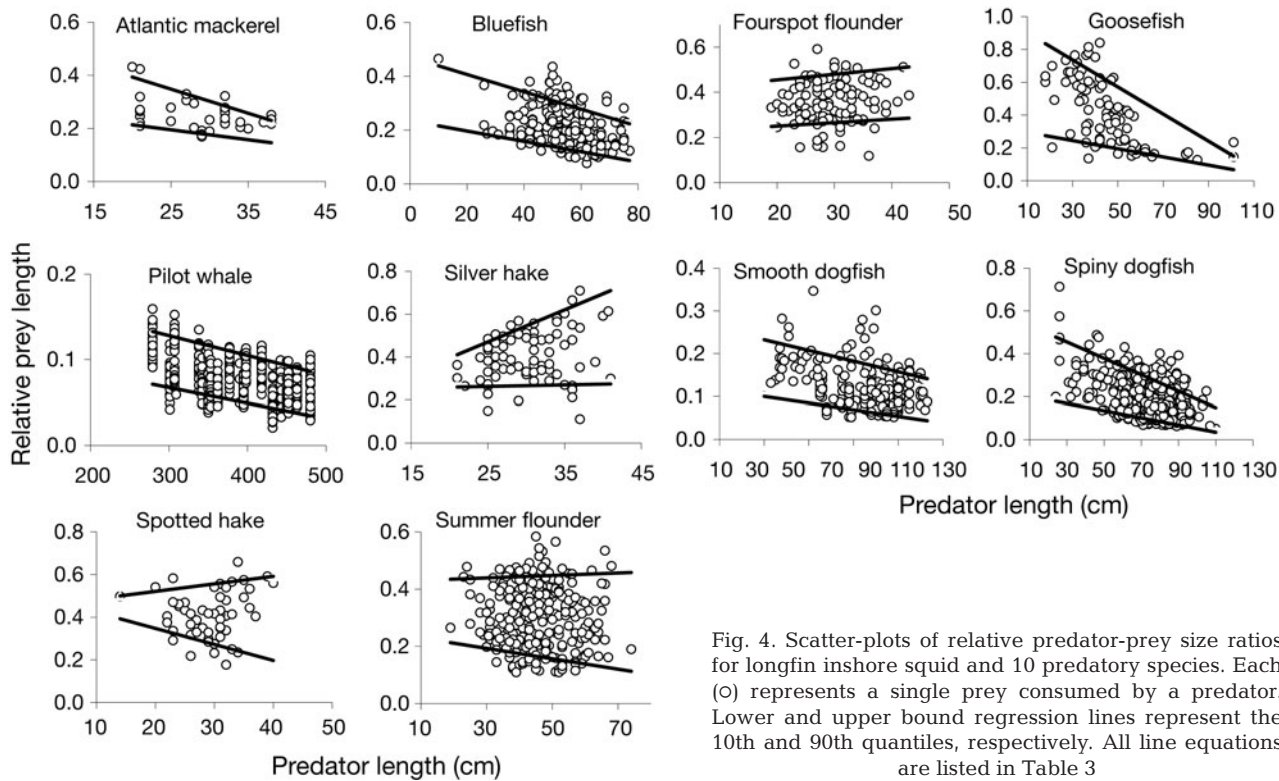 Atlantic mackerel
Bluefish
Fourspot flounder
Goosefish
0.6
0.4
0.2
0.0
15 25 35 45
0.6
0.4
0.2
0.0
0 20 40 60 80
0.6
0.4
0.2
0.0
10 20 30 40 50
1.0
0.8
0.6
0.4
0.2
0.0
10 30 50 70 90 110
Relative prey length
Pilot whale
Silver hake
Smooth dogfish
Spiny dogfish
0.2
0.1
0.0
200 300 400 500
0.8
0.6
0.4
0.2
0.0
15 25 35 45
0.4
0.3
0.2
0.1
0.0
10 30 50 70 90 110 130
0.8
0.6
0.4
0.2
0.0
10 30 50 70 90 110 130
Predator length (cm)
Spotted hake
Summer flounder
0.8
0.6
0.4
0.2
0.0
10 20 30 40 50
0.6
0.4
0.2
0.0
10 30 50 70
Predator length (cm)
Fig. 4. Scatter-plots of relative predator-prey size ratios
for longfin inshore squid and 10 predatory species. Each
(O) represents a single prey consumed by a predator.
Lower and upper bound regression lines represent the
10th and 90th quantiles, respectively. All line equations
are listed in Table 3